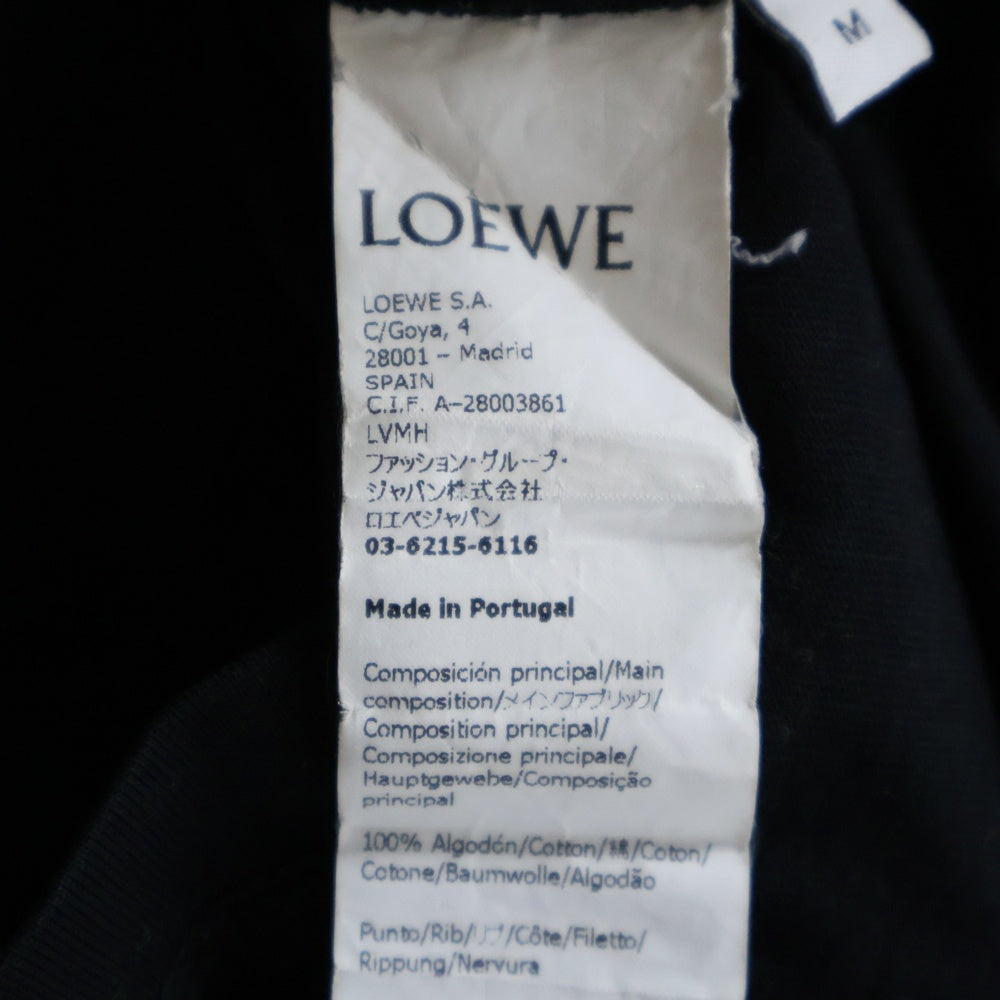 M
LOEWE
LOEWE S.A.
C/Goya, 4
28001 – Madrid
SPAIN
C.I.F. A-28003861
LVMH
ファッション・グループ・
ジャパン株式会社
ロエベジャパン
03-6215-6116
Made in Portugal
Composición principal/Main
composition/メインファブリック/
Composition principal/
Composizione principale/
Hauptgewebe/Composição
principal
100% Algodón/Cotton/綿/Coton/
Cotone/Baumwolle/Algodão
Punto/Rib/リブ/Côte/Filetto/
Rippung/Nervura